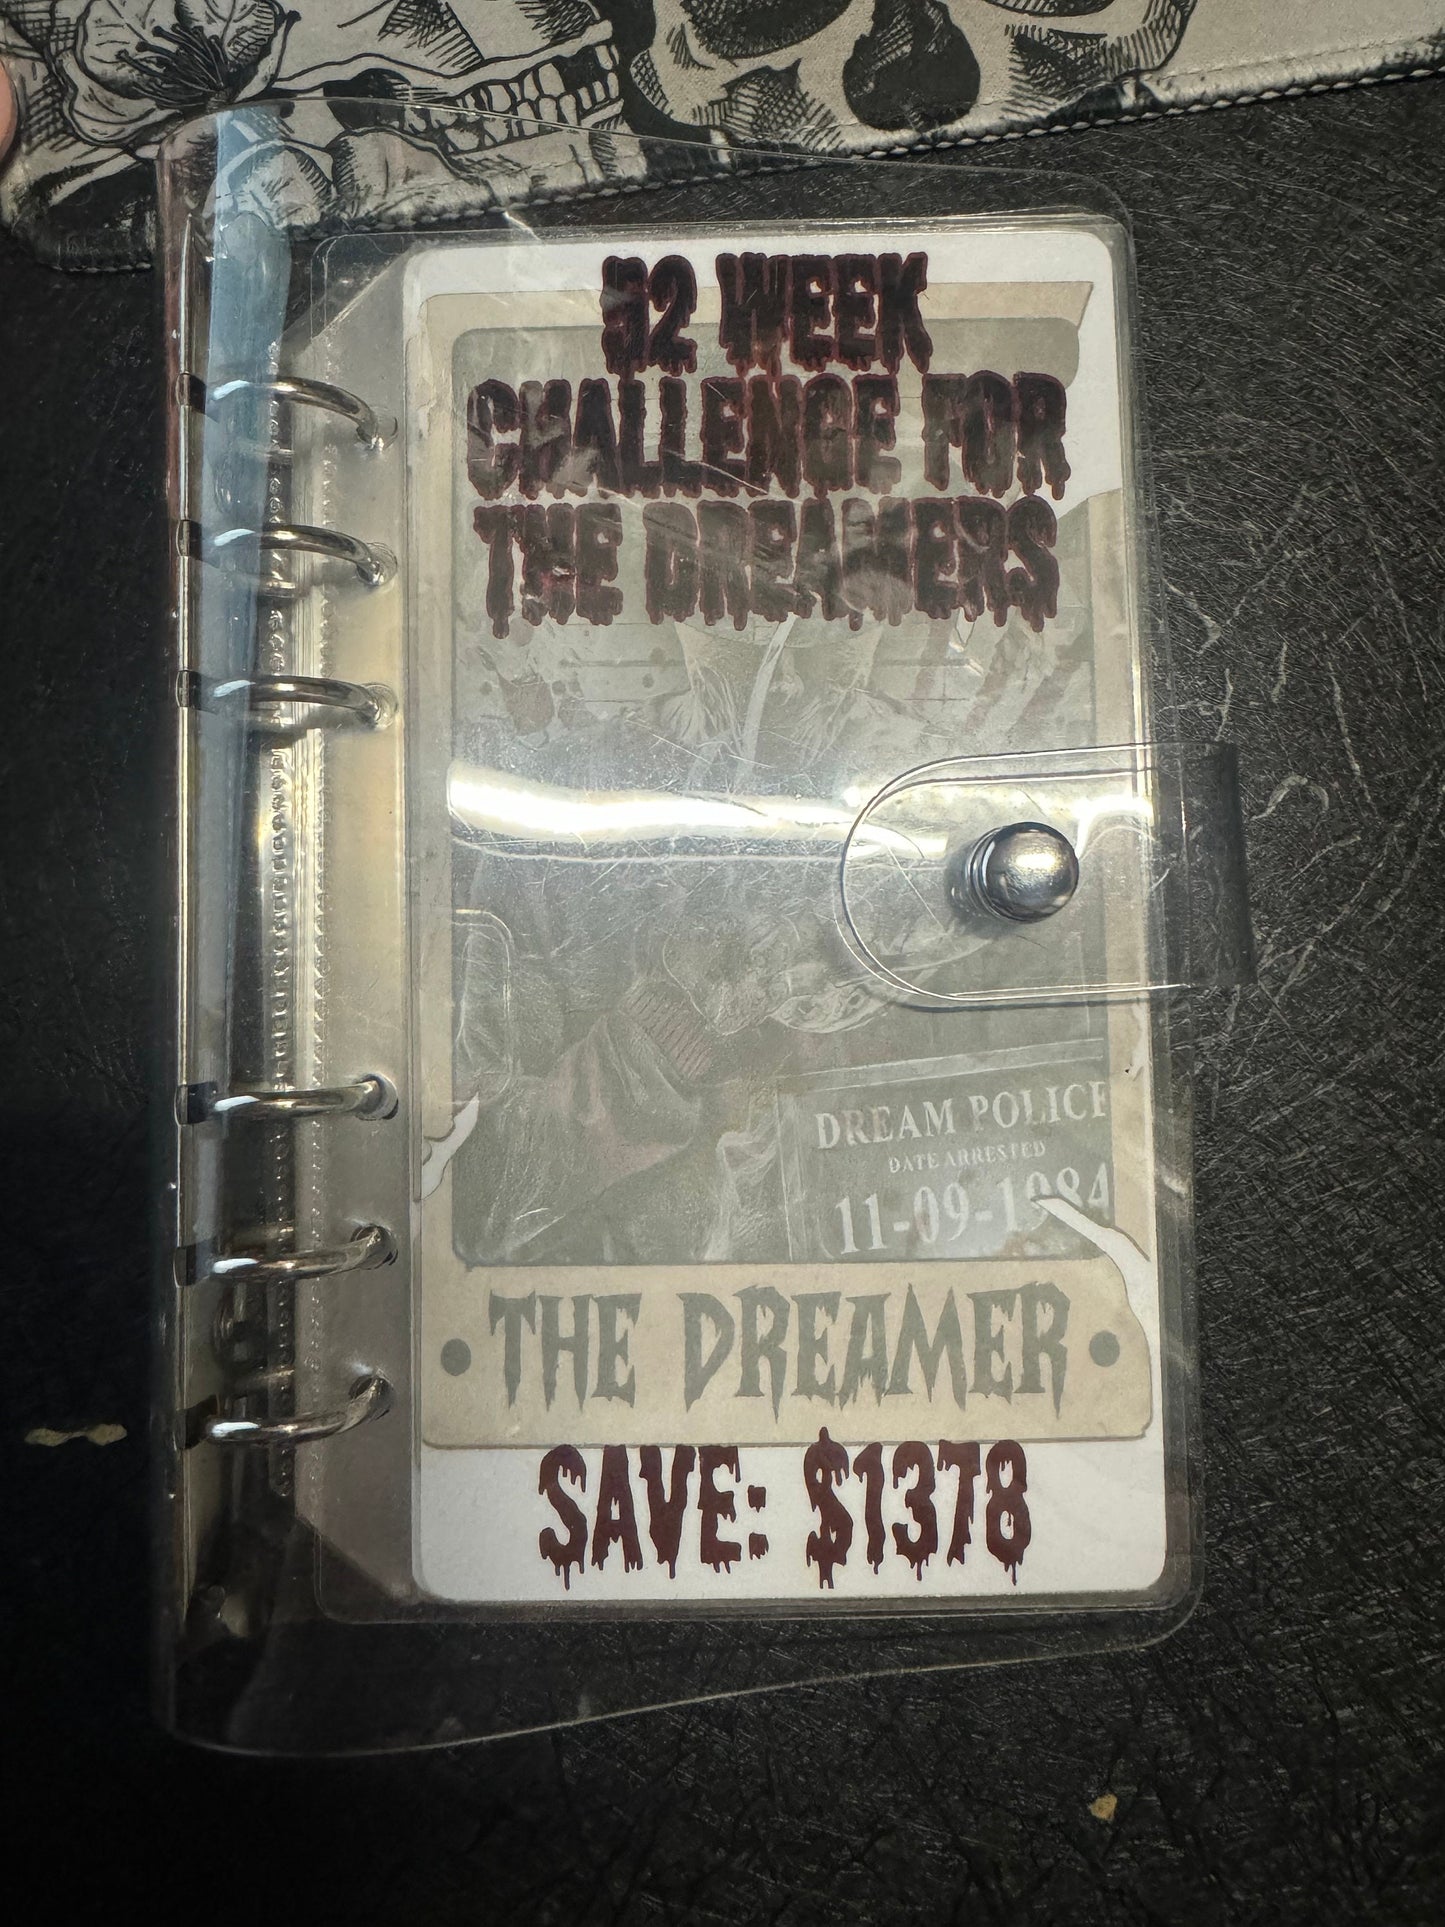 52 WEEK
CHALLENGE FOR
THE DREAMERS
DREAM POLICE
DATE ARRESTED
11-09-1984
• THE DREAMER •
SAVE: $1378